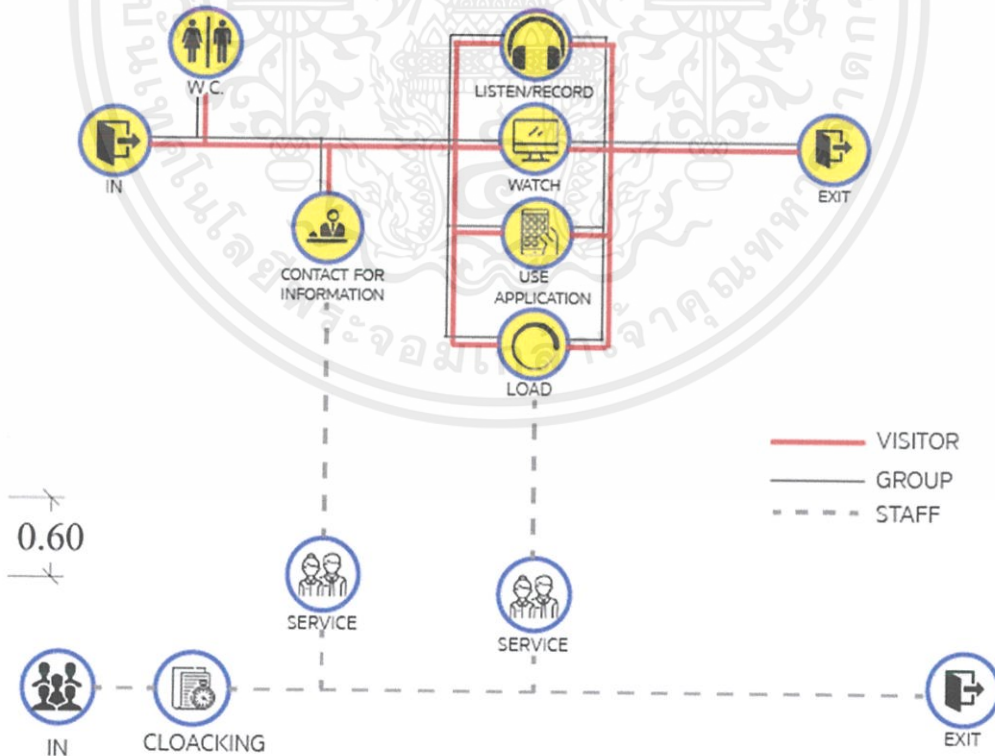 W.C.
LISTEN/RECORD
IN
WATCH
EXIT
CONTACT FOR
INFORMATION
USE
APPLICATION
LOAD
VISITOR
GROUP
STAFF
0.60
SERVICE
SERVICE
IN
CLOACKING
EXIT